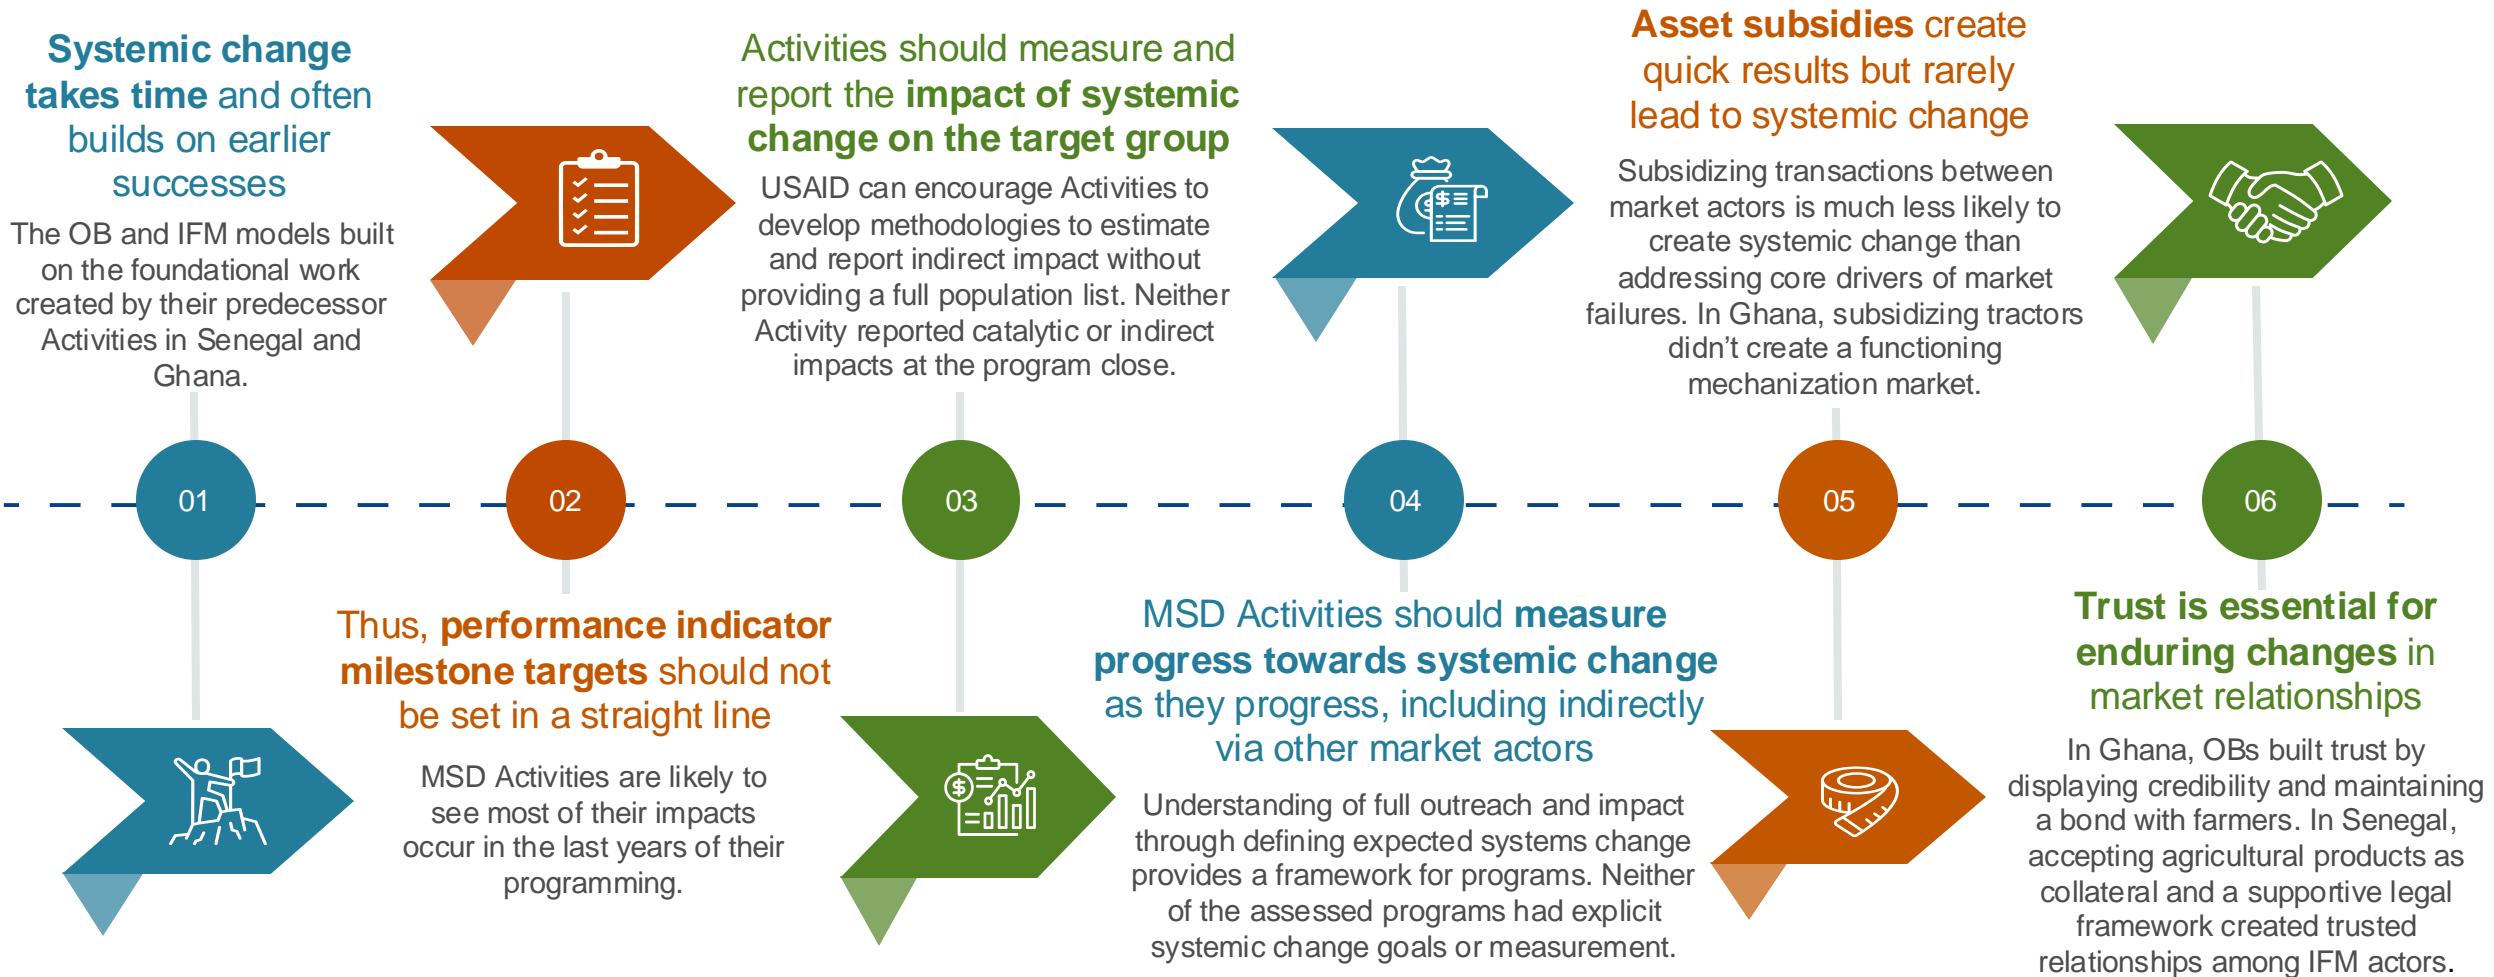 Systemic change
takes time and often
builds on earlier
successes
The OB and IFM models built
on the foundational work
created by their predecessor
Activities in Senegal and
Ghana.
01
02
Thus, performance indicator
milestone targets should not
be set in a straight line
MSD Activities are likely to
see most of their impacts
occur in the last years of their
programming.
Activities should measure and
report the impact of systemic
change on the target group
USAID can encourage Activities to
develop methodologies to estimate
and report indirect impact without
providing a full population list. Neither
Activity reported catalytic or indirect
impacts at the program close.
03
$
$
04
MSD Activities should measure
progress towards systemic change
as they progress, including indirectly
via other market actors
Understanding of full outreach and impact
through defining expected systems change
provides a framework for programs. Neither
of the assessed programs had explicit
systemic change goals or measurement.
Asset subsidies create
quick results but rarely
lead to systemic change
Subsidizing transactions between
market actors is much less likely to
create systemic change than
addressing core drivers of market
failures. In Ghana, subsidizing tractors
didn’t create a functioning
mechanization market.
05
06
Trust is essential for
enduring changes in
market relationships
In Ghana, OBs built trust by
displaying credibility and maintaining
a bond with farmers. In Senegal,
accepting agricultural products as
collateral and a supportive legal
framework created trusted
relationships among IFM actors.